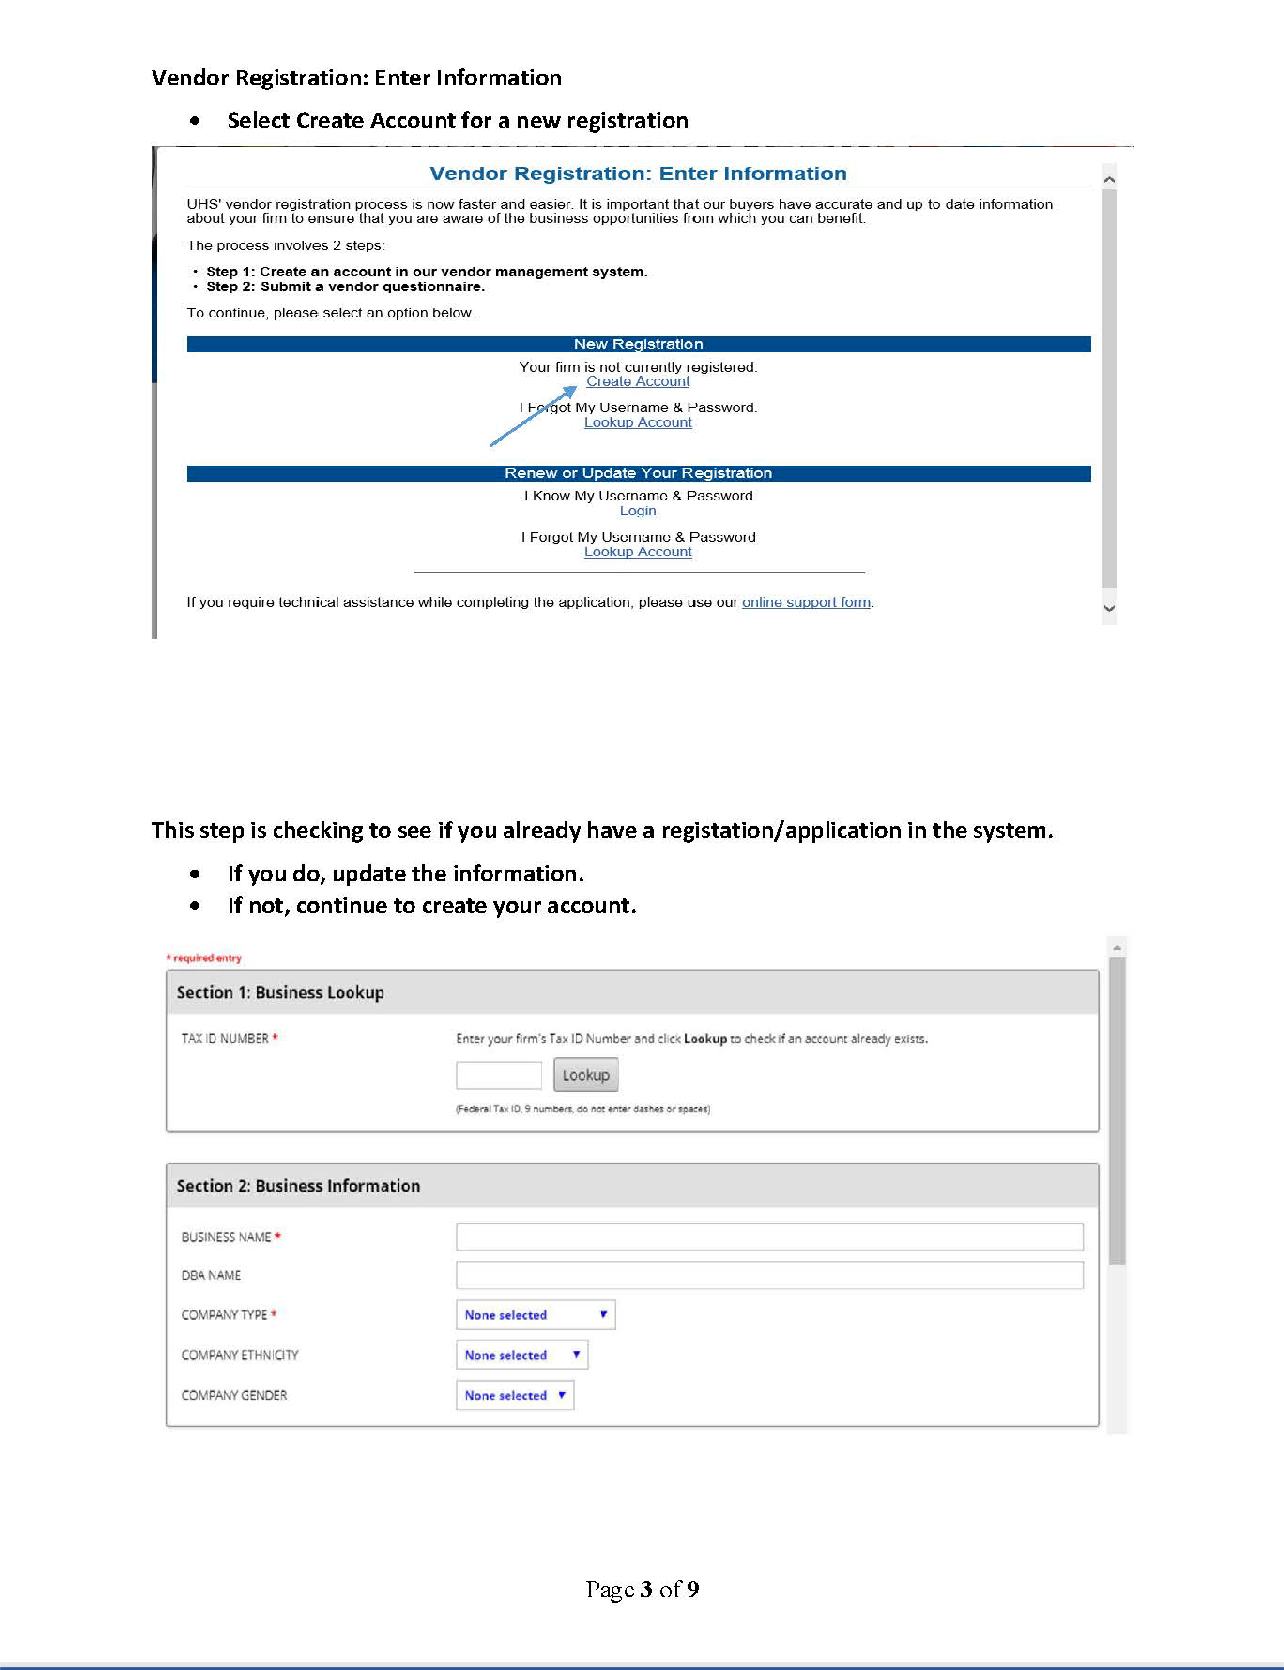 Vendor Registration: Enter Information
• Select Create Account for a new registration
Vendor Registration: Enter Information
UHS' vendor registration process is now faster and easier. It is important that our buyers have accurate and up to date information
about your firm to ensure that you are aware of the business opportunities from which you can benefit.
The process involves 2 steps:
• Step 1: Create an account in our vendor management system.
• Step 2: Submit a vendor questionnaire.
To continue, please select an option below
New Registration
Your firm is not currently registered.
Create Account
I Forgot My Username & Password.
Lookup Account
Renew or Update Your Registration
I Know My Username & Password
Login
I Forgot My Username & Password
Lookup Account
If you require technical assistance while completing the application, please use our online support form.
This step is checking to see if you already have a registation/application in the system.
• If you do, update the information.
• If not, continue to create your account.
* required entry
Section 1: Business Lookup
TAX ID NUMBER * Enter your firm's Tax ID Number and click Lookup to check if an account already exists.
Lookup
(Federal Tax ID, 9 numbers, do not enter dashes or spaces)
Section 2: Business Information
BUSINESS NAME *
DBA NAME
COMPANY TYPE * None selected
COMPANY ETHNICITY None selected
COMPANY GENDER None selected
Page 3 of 9